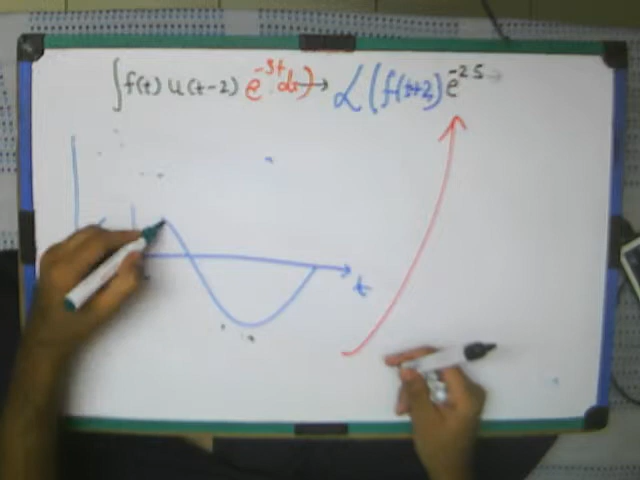 ∫f(t) u(t-2) e^{-st}dt) → ℒ(f(t+2) e^{-2s}
t